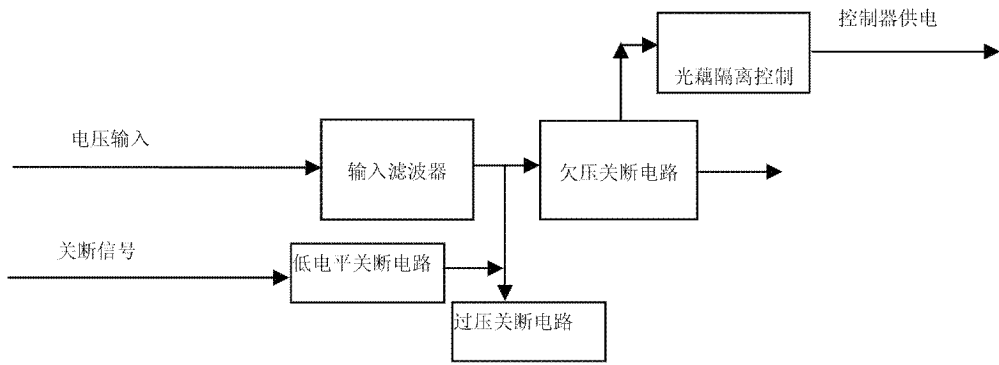 控制器供电
光藕隔离控制
电压输入
输入滤波器
欠压关断电路
关断信号
低电平关断电路
过压关断电路